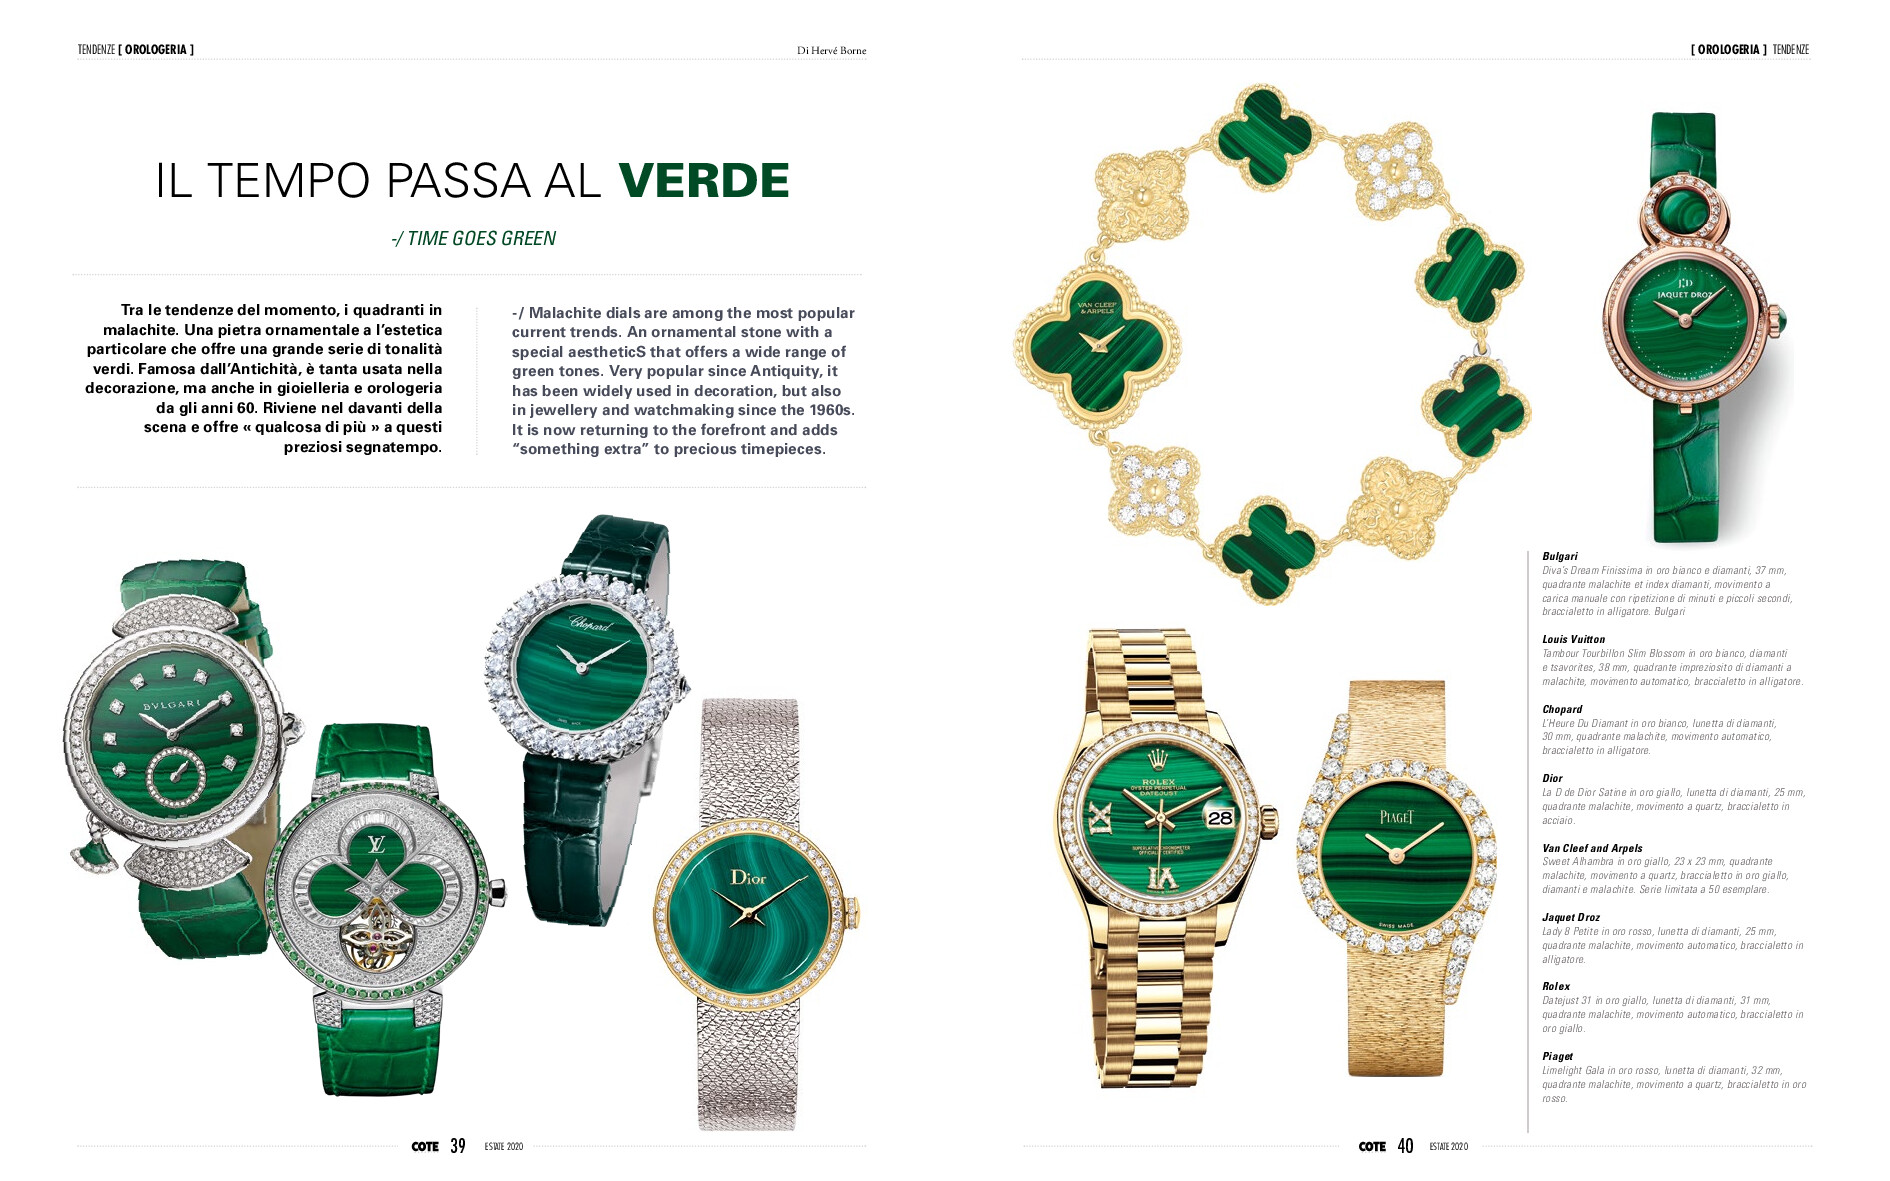 TENDENZE [ OROLOGERIA ]
Di Hervé Borne
IL TEMPO PASSA AL VERDE
-/ TIME GOES GREEN
Tra le tendenze del momento, i quadranti in
malachite. Una pietra ornamentale a l'estetica
particolare che offre una grande serie di tonalità
verdi. Famosa dall'Antichità, è tanta usata nella
decorazione, ma anche in gioielleria e orologeria
da gli anni 60. Riviene nel davanti della
scena e offre « qualcosa di più » a questi
preziosi segnatempo.
-/ Malachite dials are among the most popular
current trends. An ornamental stone with a
special aestheticS that offers a wide range of
green tones. Very popular since Antiquity, it
has been widely used in decoration, but also
in jewellery and watchmaking since the 1960s.
It is now returning to the forefront and adds
“something extra” to precious timepieces.
BVLGARI
LV
Chopard
Dior
COTE 39 ESTATE 2020
[ OROLOGERIA ] TENDENZE
VAN CLEEF
& ARPELS
JD
JAQUET DROZ
ROLEX
OYSTER PERPETUAL
DATEJUST
IX
28
SUPERLATIVE CHRONOMETER
OFFICIALLY CERTIFIED
VI
PIAGET
SWISS MADE
Bulgari
Diva's Dream Finissima in oro bianco e diamanti, 37 mm,
quadrante malachite et index diamanti, movimento a
carica manuale con ripetizione di minuti e piccoli secondi,
braccialetto in alligatore. Bulgari
Louis Vuitton
Tambour Tourbillon Slim Blossom in oro bianco, diamanti
e tsavorites, 38 mm, quadrante impreziosito di diamanti a
malachite, movimento automatico, braccialetto in alligatore.
Chopard
L'Heure Du Diamant in oro bianco, lunetta di diamanti,
30 mm, quadrante malachite, movimento automatico,
braccialetto in alligatore.
Dior
La D de Dior Satine in oro giallo, lunetta di diamanti, 25 mm,
quadrante malachite, movimento a quartz, braccialetto in
acciaio.
Van Cleef and Arpels
Sweet Alhambra in oro giallo, 23 x 23 mm, quadrante
malachite, movimento a quartz, braccialetto in oro giallo,
diamanti e malachite. Serie limitata a 50 esemplare.
Jaquet Droz
Lady 8 Petite in oro rosso, lunetta di diamanti, 25 mm,
quadrante malachite, movimento automatico, braccialetto in
alligatore.
Rolex
Datejust 31 in oro giallo, lunetta di diamanti, 31 mm,
quadrante malachite, movimento automatico, braccialetto in
oro giallo.
Piaget
Limelight Gala in oro rosso, lunetta di diamanti, 32 mm,
quadrante malachite, movimento a quartz, braccialetto in oro
rosso.
COTE 40 ESTATE 2020